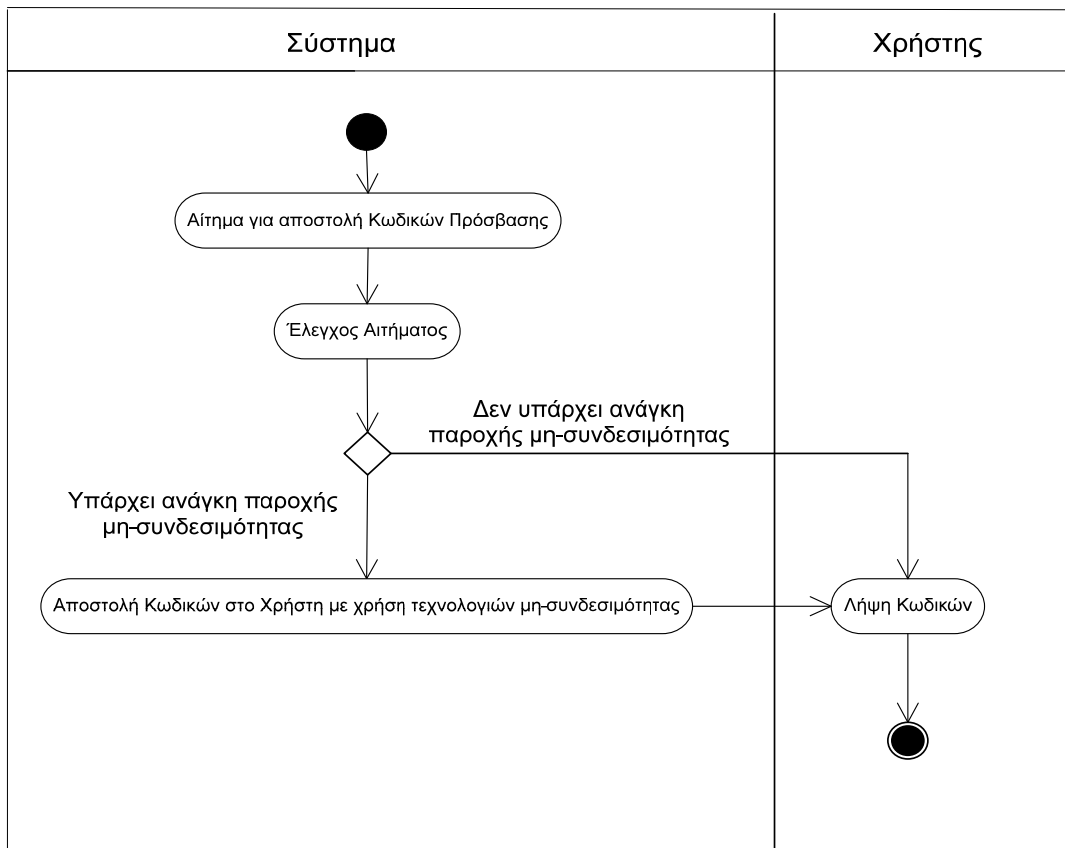 Σύστημα
Χρήστης
Αίτημα για αποστολή Κωδικών Πρόσβασης
Έλεγχος Αιτήματος
Δεν υπάρχει ανάγκη
παροχής μη-συνδεσιμότητας
Υπάρχει ανάγκη παροχής
μη-συνδεσιμότητας
Αποστολή Κωδικών στο Χρήστη με χρήση τεχνολογιών μη-συνδεσιμότητας
Λήψη Κωδικών